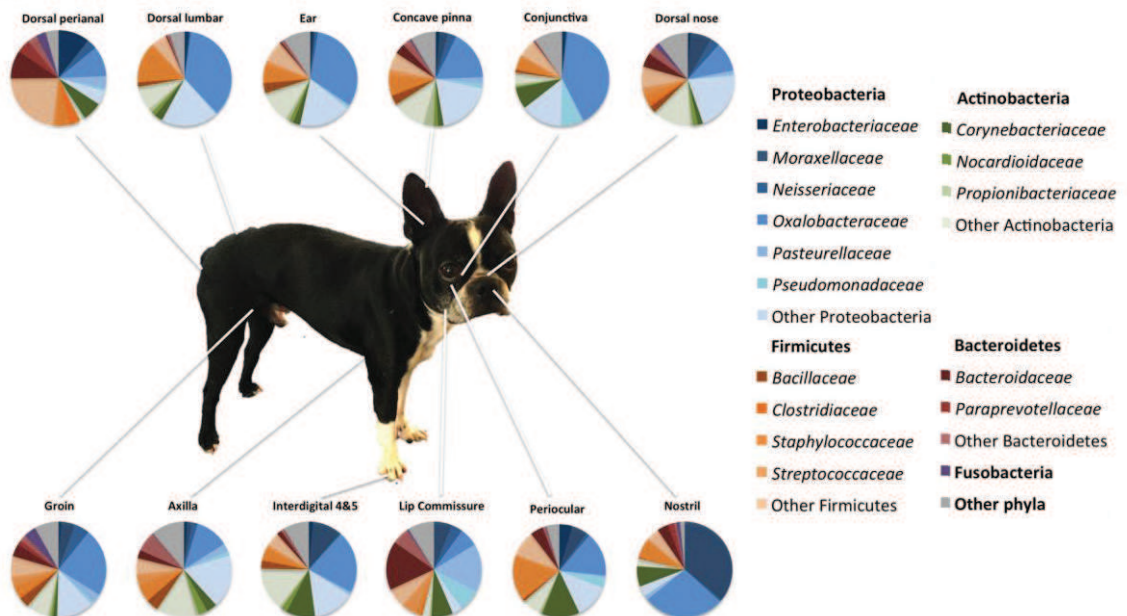 Dorsal perianal
Dorsal lumbar
Ear
Concave pinna
Conjunctiva
Dorsal nose
Proteobacteria
Enterobacteriaceae
Moraxellaceae
Neisseriaceae
Oxalobacteraceae
Pasteurellaceae
Pseudomonadaceae
Other Proteobacteria
Actinobacteria
Corynebacteriaceae
Nocardioidaceae
Propionibacteriaceae
Other Actinobacteria
Firmicutes
Bacillaceae
Clostridiaceae
Staphylococcaceae
Streptococcaceae
Other Firmicutes
Bacteroidetes
Bacteroidaceae
Paraprevotellaceae
Other Bacteroidetes
Fusobacteria
Other phyla
Groin
Axilla
Interdigital 4&5
Lip Commissure
Periocular
Nostril